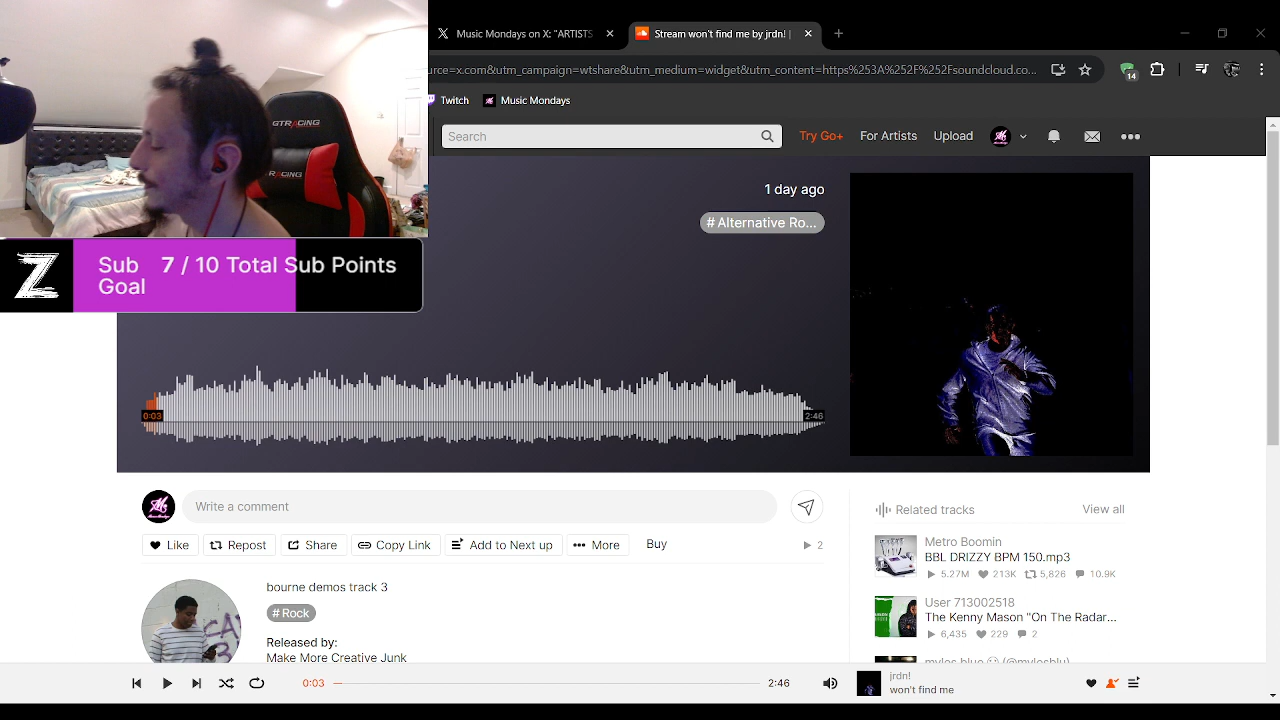 Music Mondays on X: "ARTISTS
Stream won't find me by jrdn! |
urce=x.com&utm_campaign=wtshare&utm_medium=widget&utm_content=https%253A%252F%252Fsoundcloud.co...
14
Twitch
Music Mondays
GTRACING
RACING
Search
Try Go+
For Artists
Upload
1 day ago
# Alternative Ro...
Z
Sub Goal
7 / 10 Total Sub Points
0:03
2:46
Write a comment
Like
Repost
Share
Copy Link
Add to Next up
More
Buy
2
Related tracks
View all
Metro Boomin
BBL DRIZZY BPM 150.mp3
5.27M 213K 5,826 10.9K
User 713002518
The Kenny Mason "On The Radar...
6,435 229 2
myles blue 🙂 (@mylesblu)
bourne demos track 3
# Rock
Released by:
Make More Creative Junk
0:03
2:46
jrdn!
won't find me